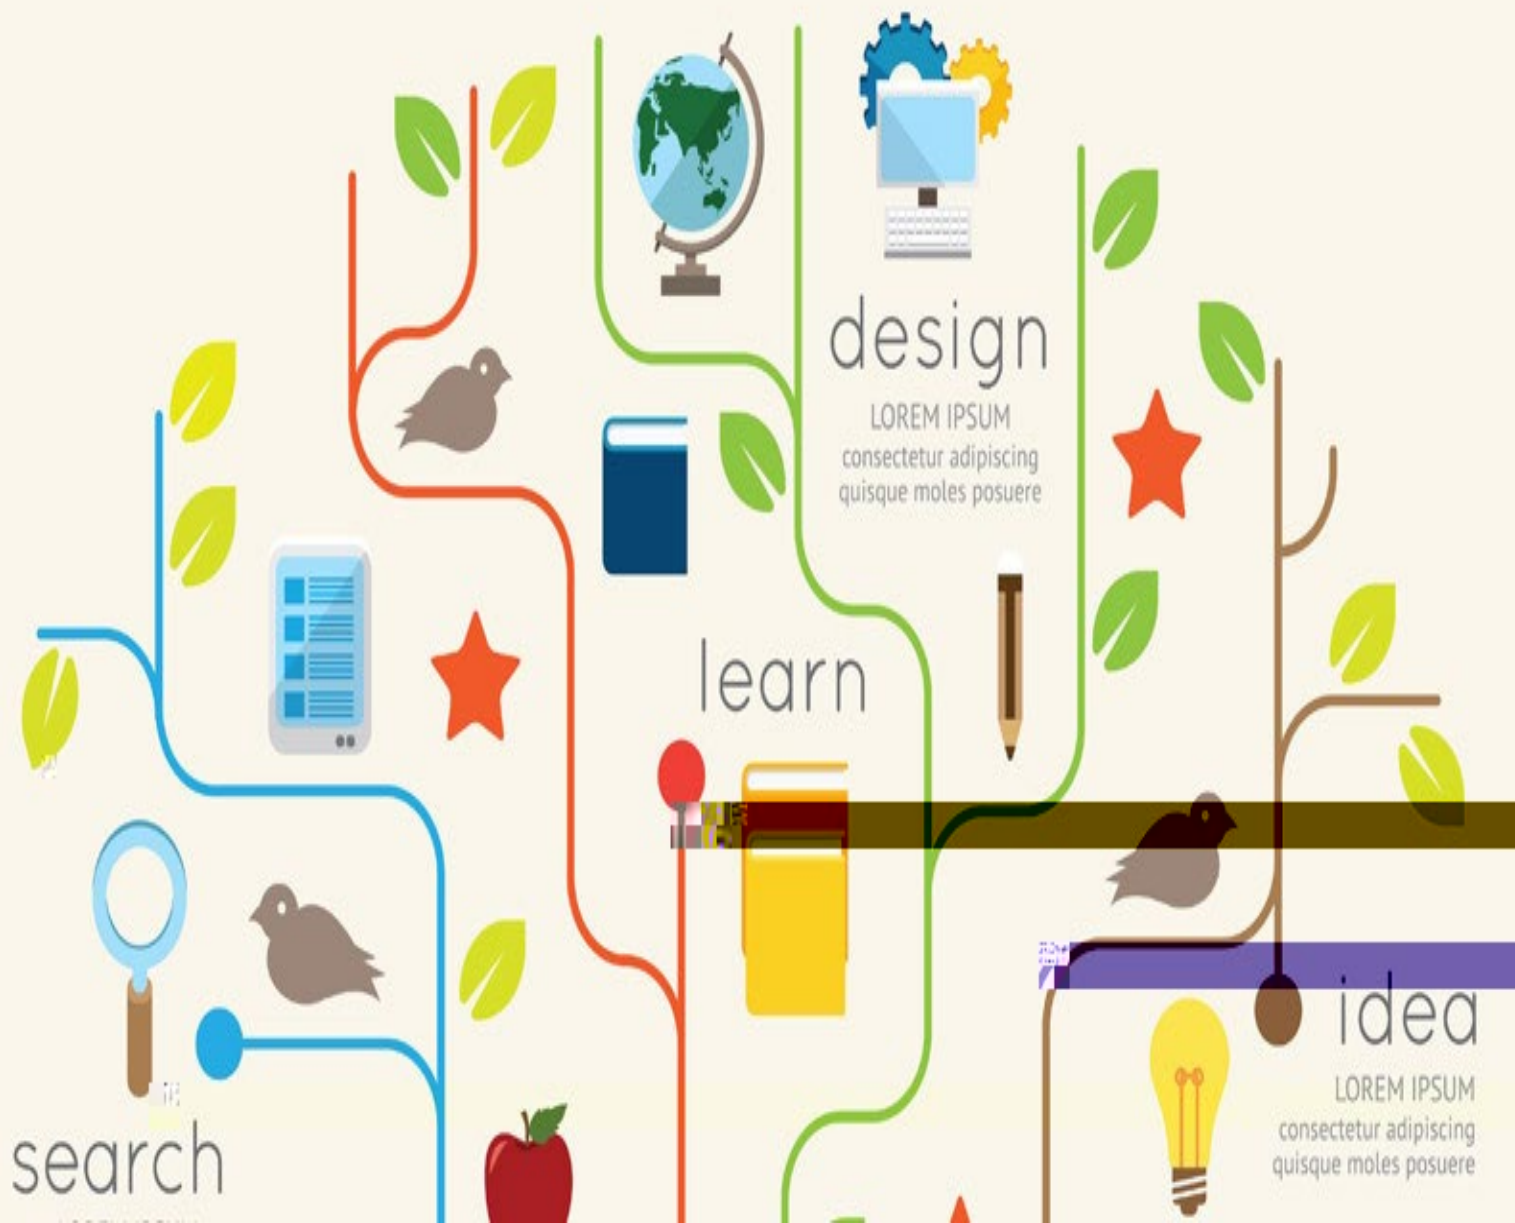 design
LOREM IPSUM
consectetur adipiscing
quisque moles posuere
learn
idea
LOREM IPSUM
consectetur adipiscing
quisque moles posuere
search